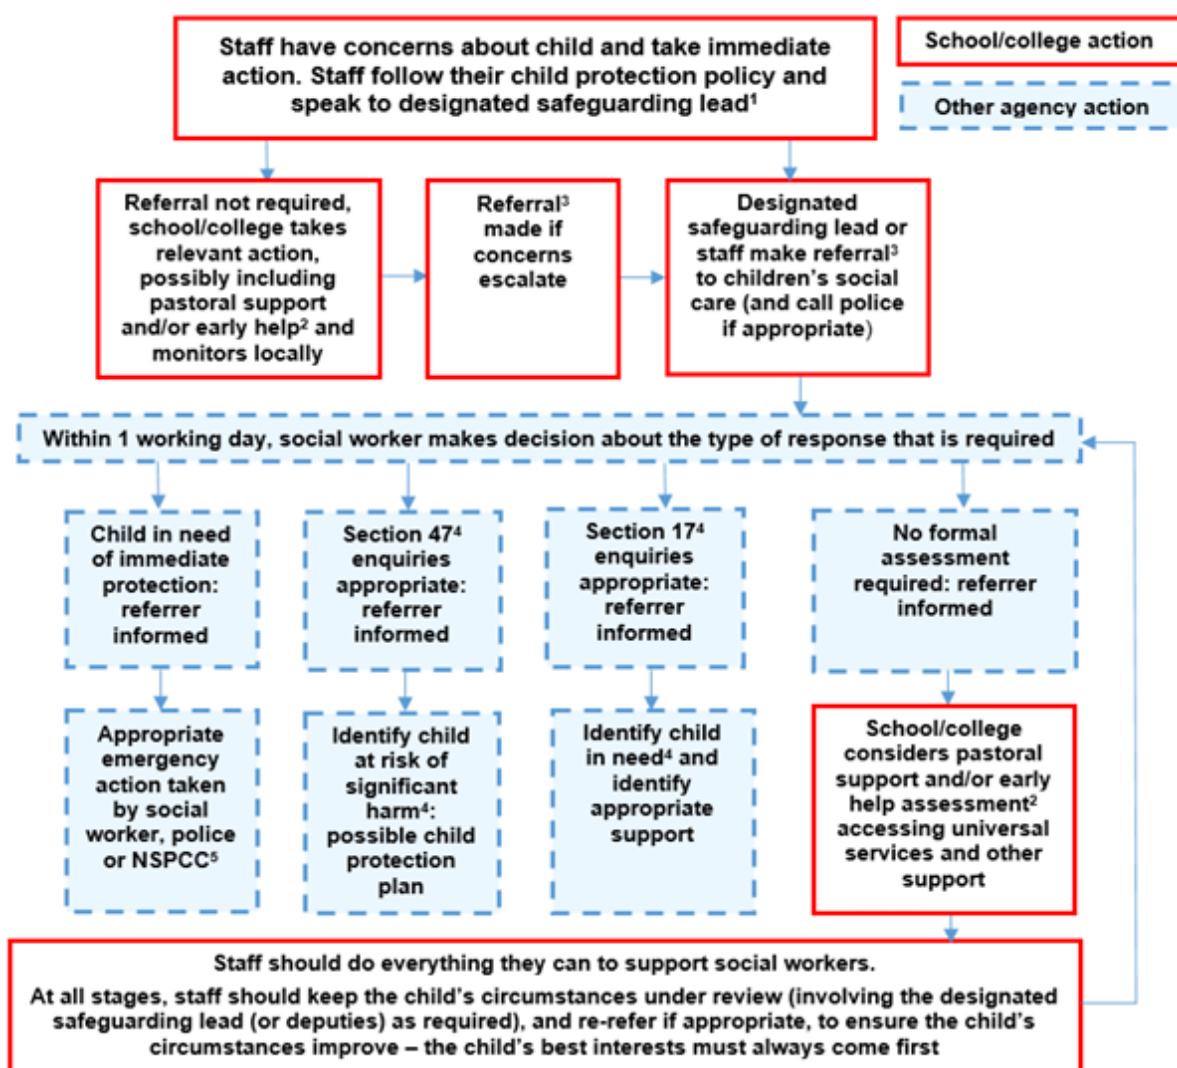 Staff have concerns about child and take immediate
action. Staff follow their child protection policy and
speak to designated safeguarding lead¹
School/college action
Other agency action
Referral not required,
school/college takes
relevant action,
possibly including
pastoral support
and/or early help² and
monitors locally
Referral³
made if
concerns
escalate
Designated
safeguarding lead or
staff make referral³
to children's social
care (and call police
if appropriate)
Within 1 working day, social worker makes decision about the type of response that is required
Child in need
of immediate
protection:
referrer
informed
Section 47⁴
enquiries
appropriate:
referrer
informed
Section 17⁴
enquiries
appropriate:
referrer
informed
No formal
assessment
required: referrer
informed
Appropriate
emergency
action taken
by social
worker, police
or NSPCC⁵
Identify child
at risk of
significant
harm⁴:
possible child
protection
plan
Identify child
in need⁴ and
identify
appropriate
support
School/college
considers pastoral
support and/or early
help assessment²
accessing universal
services and other
support
Staff should do everything they can to support social workers.
At all stages, staff should keep the child's circumstances under review (involving the designated
safeguarding lead (or deputies) as required), and re-refer if appropriate, to ensure the child's
circumstances improve – the child's best interests must always come first